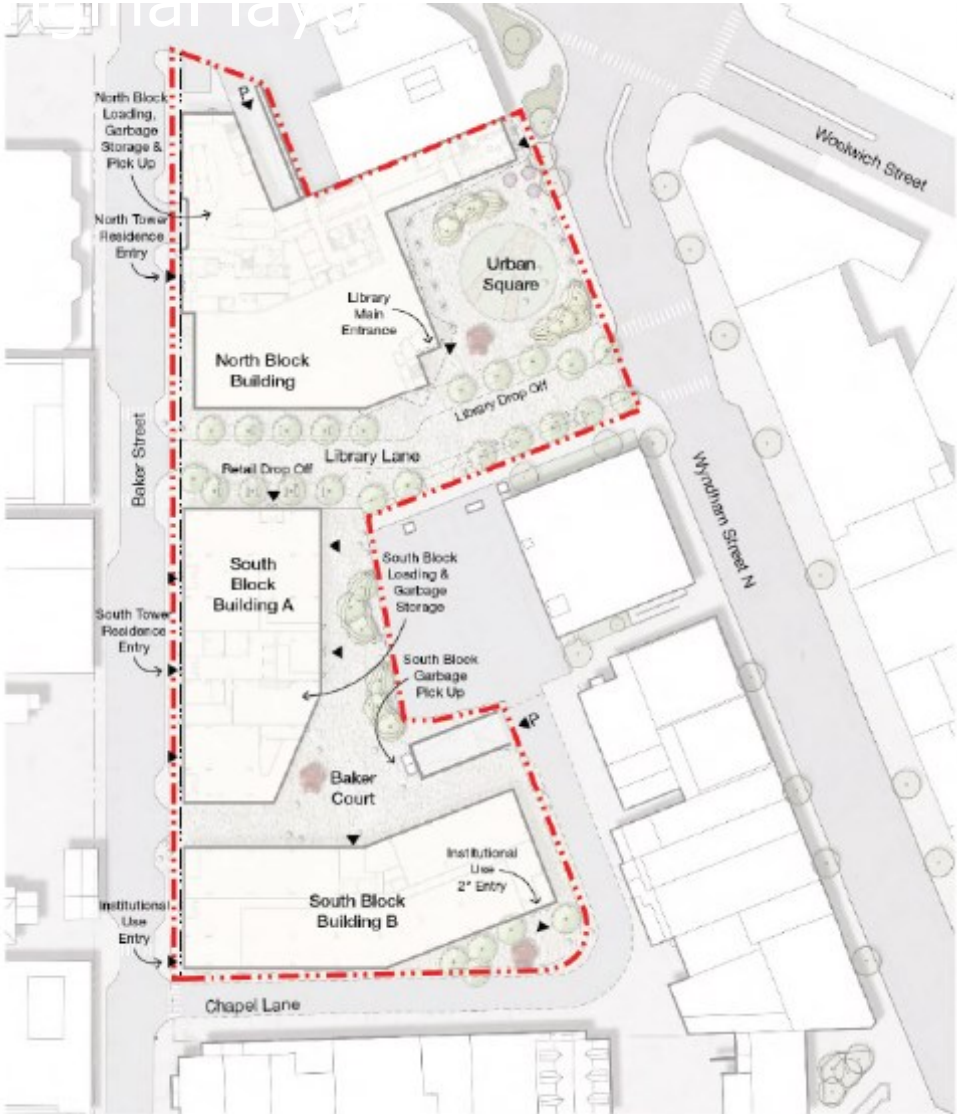 North Block
Loading,
Garbage
Storage &
Pick Up
North Tower
Residence
Entry
Library
Main
Entrance
Urban
Square
Woolwich Street
North Block
Building
Library Drop Off
Library Lane
Retail Drop Off
Baker Street
Wyndham Street N
South
Block
Building A
South Block
Loading &
Garbage
Storage
South Tower
Residence
Entry
South Block
Garbage
Pick Up
P
P
Baker
Court
Institutional
Use
2° Entry
South Block
Building B
Institutional
Use
Entry
Chapel Lane